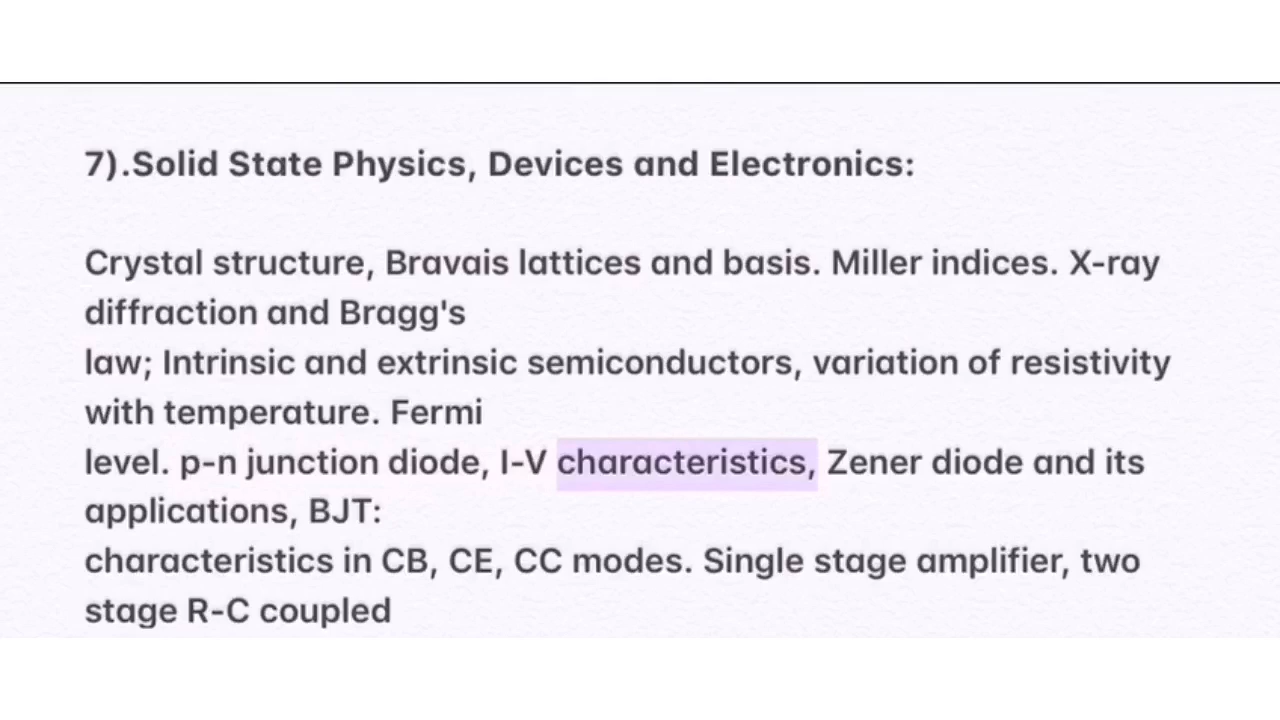 7).Solid State Physics, Devices and Electronics:
Crystal structure, Bravais lattices and basis. Miller indices. X-ray
diffraction and Bragg's
law; Intrinsic and extrinsic semiconductors, variation of resistivity
with temperature. Fermi
level. p-n junction diode, I-V characteristics, Zener diode and its
applications, BJT:
characteristics in CB, CE, CC modes. Single stage amplifier, two
stage R-C coupled